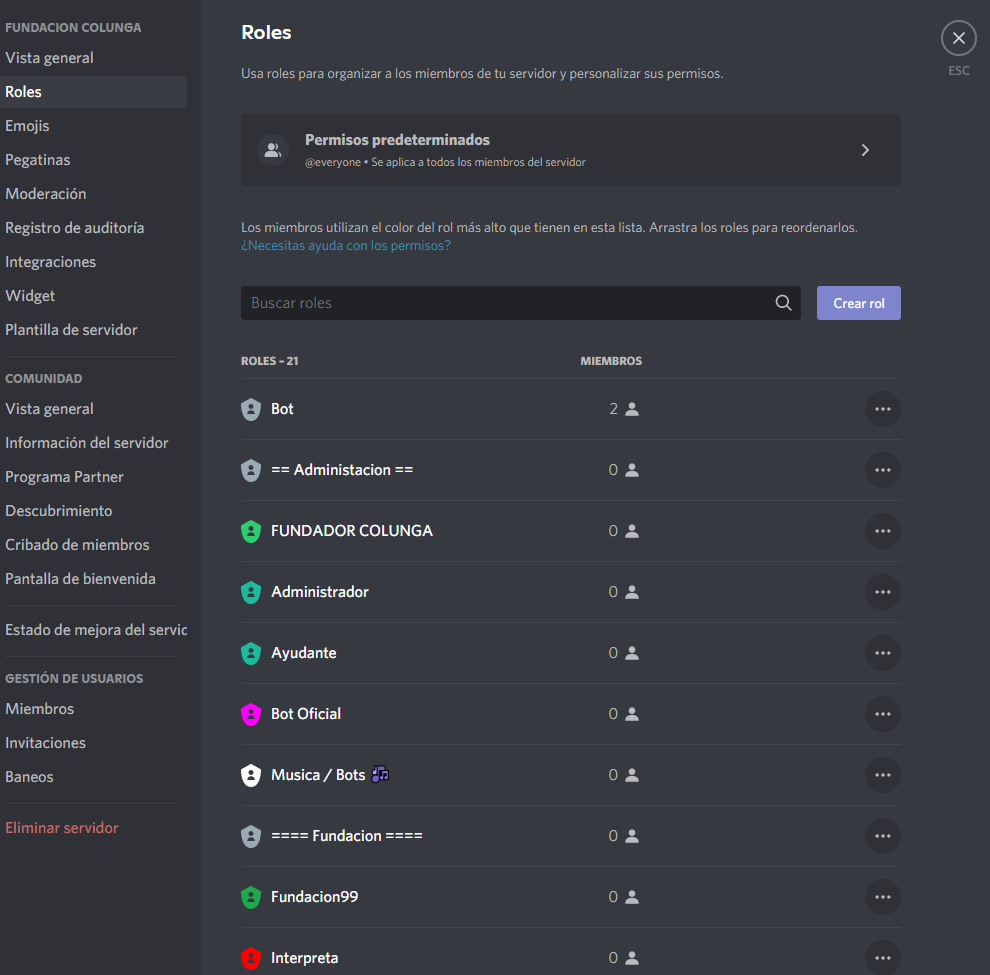 FUNDACION COLUNGA
Vista general
Roles
Emojis
Pegatinas
Moderación
Registro de auditoría
Integraciones
Widget
Plantilla de servidor
COMUNIDAD
Vista general
Información del servidor
Programa Partner
Descubrimiento
Cribado de miembros
Pantalla de bienvenida
Estado de mejora del servic
GESTIÓN DE USUARIOS
Miembros
Invitaciones
Baneos
Eliminar servidor
Roles
ESC
Usa roles para organizar a los miembros de tu servidor y personalizar sus permisos.
Permisos predeterminados
@everyone • Se aplica a todos los miembros del servidor
Los miembros utilizan el color del rol más alto que tienen en esta lista. Arrastra los roles para reordenarlos.
¿Necesitas ayuda con los permisos?
Buscar roles
Crear rol
ROLES – 21 MIEMBROS
Bot 2
== Administacion == 0
FUNDADOR COLUNGA 0
Administrador 0
Ayudante 0
Bot Oficial 0
Musica / Bots 🎶 0
==== Fundacion ==== 0
Fundacion99 0
Interpreta 0